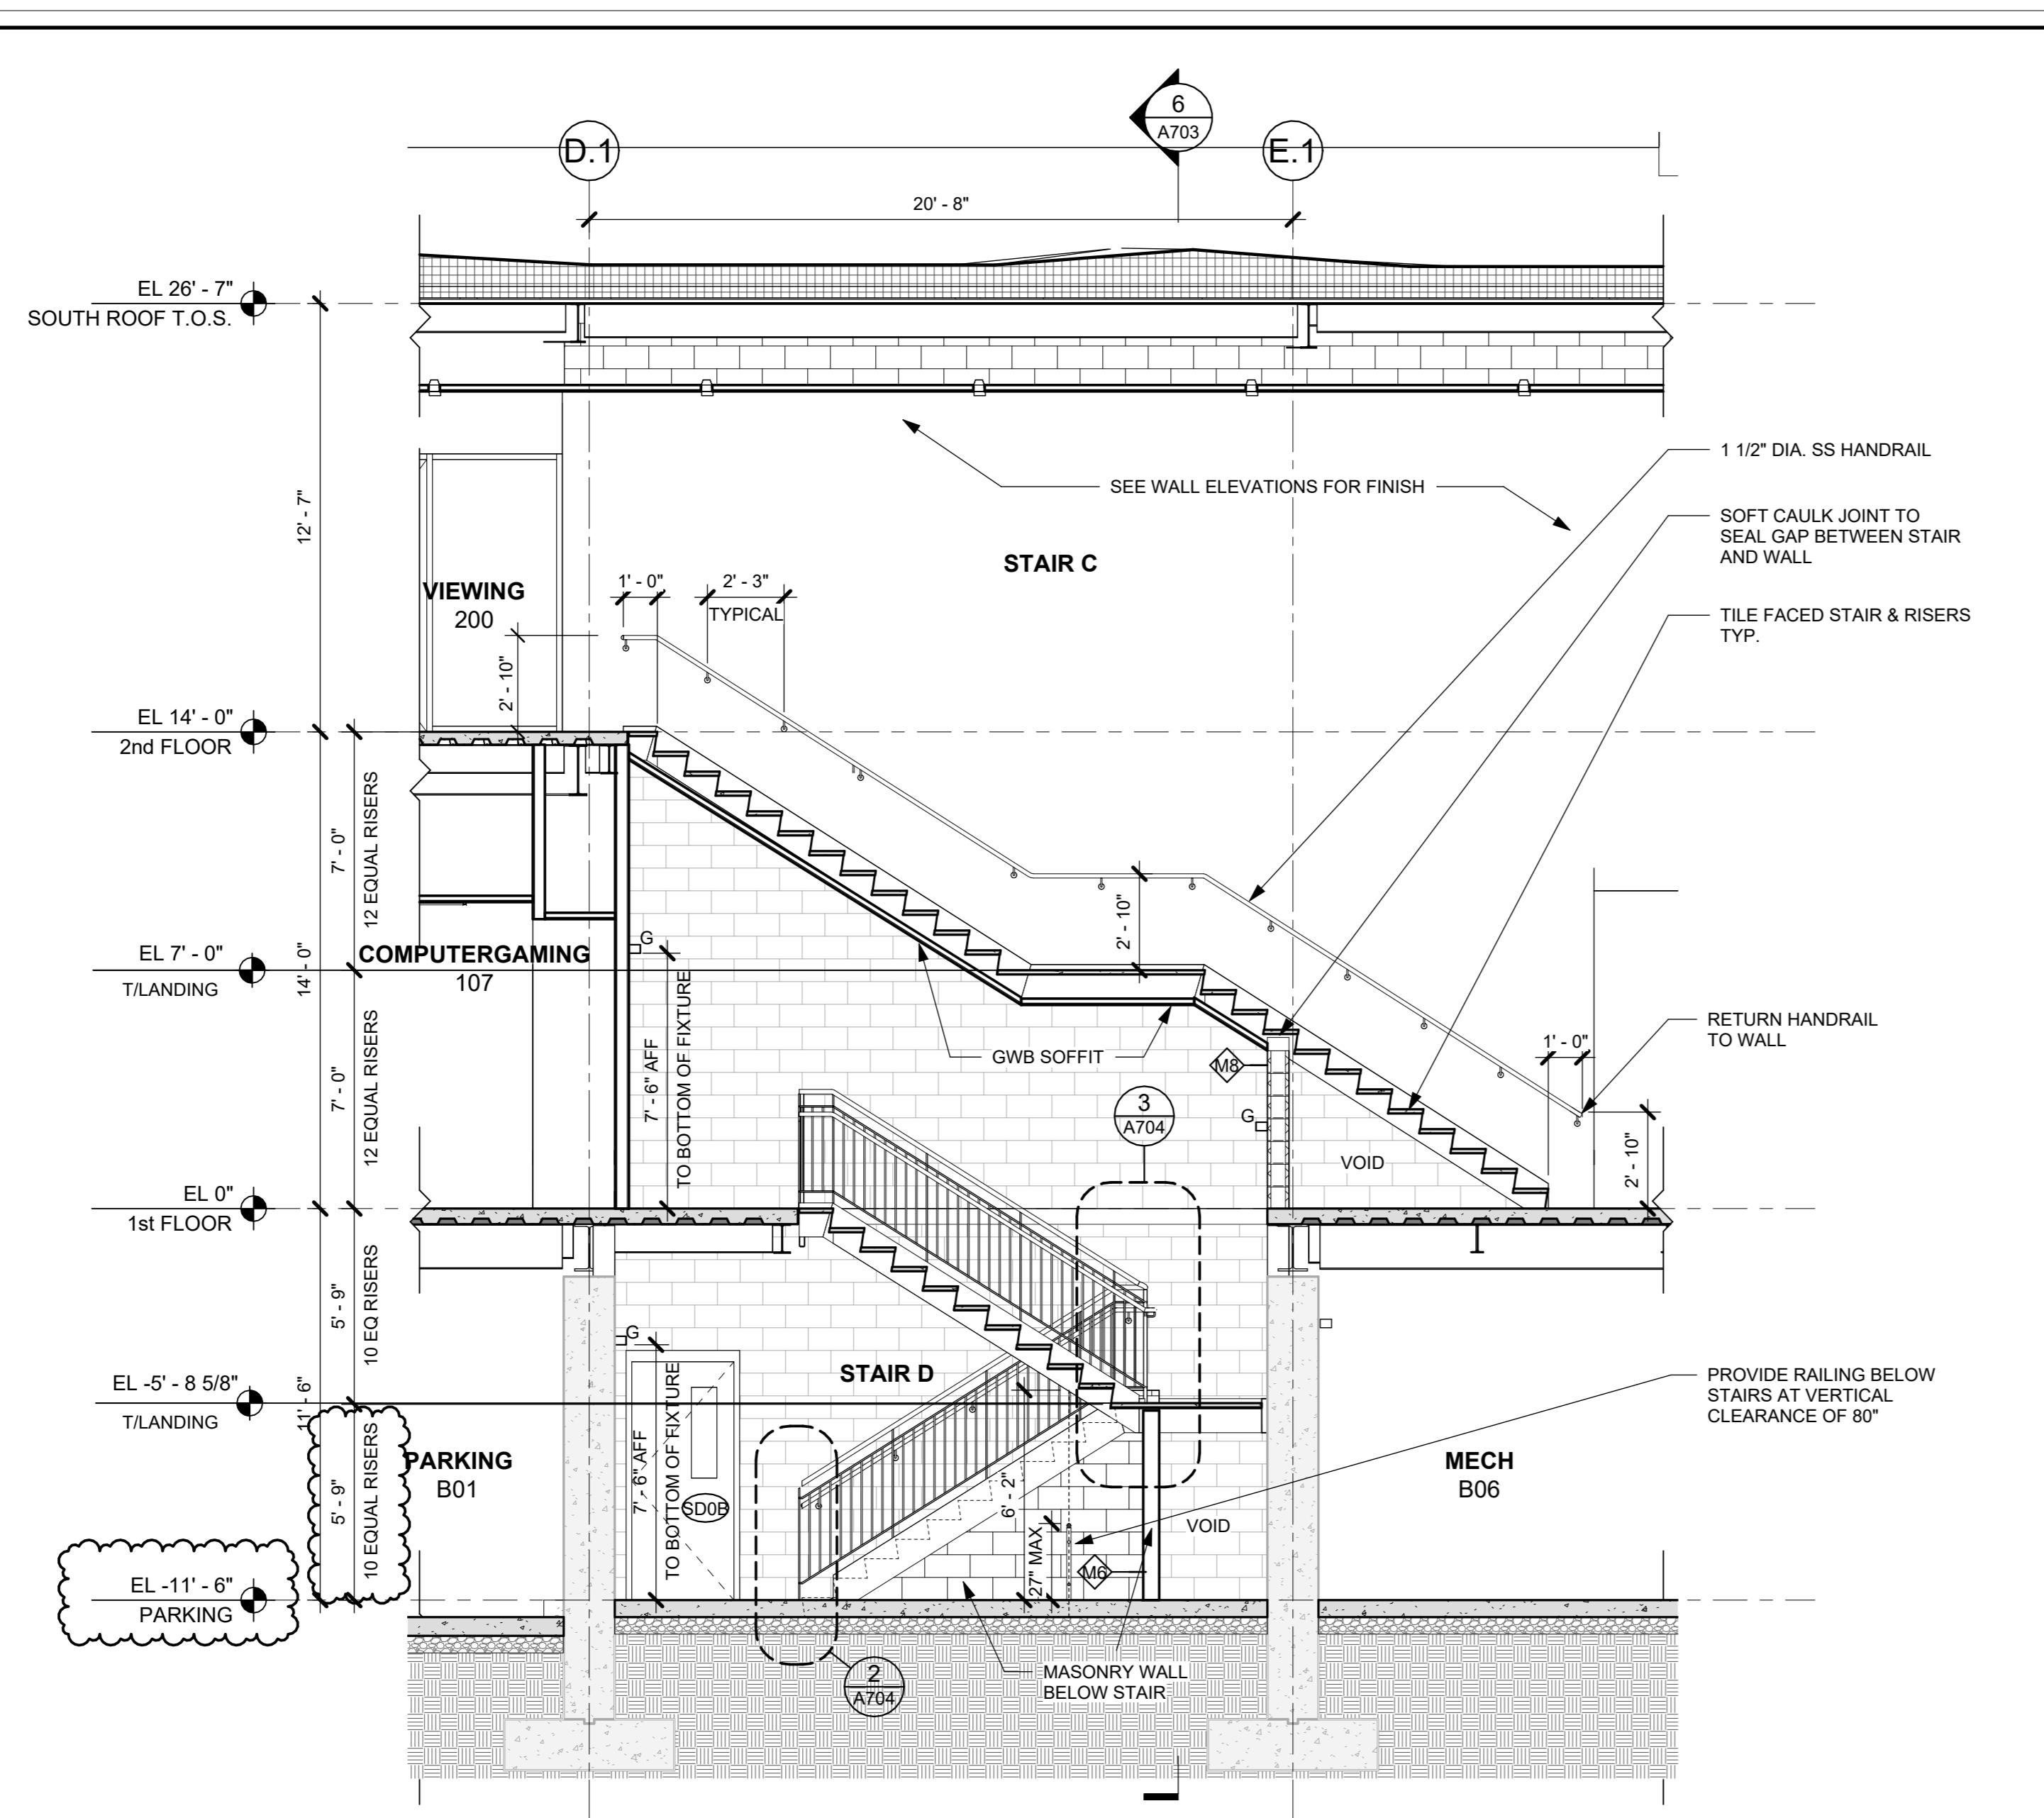 6
A703
D.1
E.1
20' - 8"
EL 26' - 7"
SOUTH ROOF T.O.S.
1 1/2" DIA. SS HANDRAIL
SEE WALL ELEVATIONS FOR FINISH
12' - 7"
SOFT CAULK JOINT TO
SEAL GAP BETWEEN STAIR
AND WALL
STAIR C
VIEWING
200
1' - 0"
2' - 3"
TYPICAL
TILE FACED STAIR & RISERS
TYP.
2' - 10"
EL 14' - 0"
2nd FLOOR
7' - 0"
12 EQUAL RISERS
2' - 10"
G
COMPUTERGAMING
107
EL 7' - 0"
T/LANDING
14' - 0"
7' - 6" AFF
TO BOTTOM OF FIXTURE
GWB SOFFIT
M8
RETURN HANDRAIL
TO WALL
1' - 0"
7' - 0"
12 EQUAL RISERS
3
A704
G
VOID
2' - 10"
EL 0"
1st FLOOR
5' - 9"
10 EQ RISERS
G
STAIR D
EL -5' - 8 5/8"
T/LANDING
11' - 6"
PROVIDE RAILING BELOW
STAIRS AT VERTICAL
CLEARANCE OF 80"
PARKING
B01
5' - 9"
10 EQUAL RISERS
7' - 6" AFF
TO BOTTOM OF FIXTURE
SD0B
6' - 2"
27" MAX
M6
VOID
MECH
B06
EL -11' - 6"
PARKING
2
A704
MASONRY WALL
BELOW STAIR